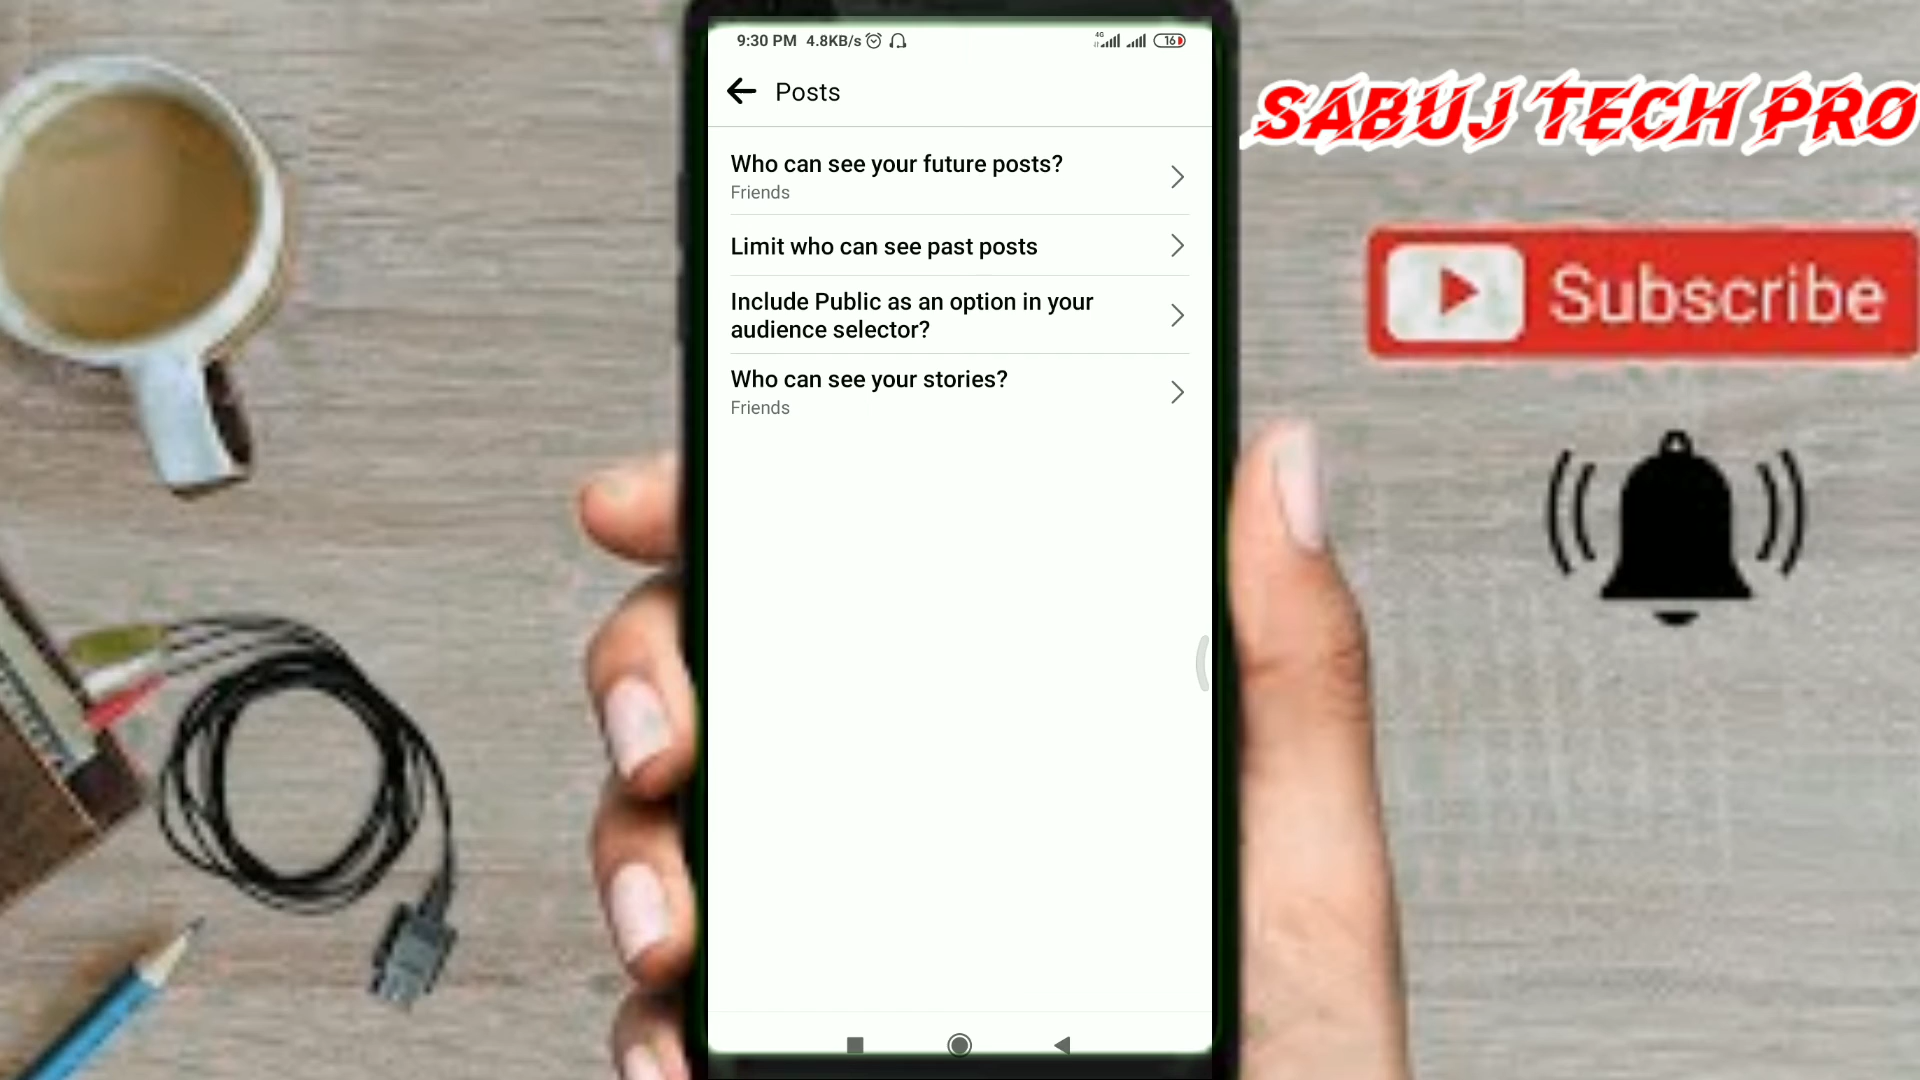 9:30 PM 4.8KB/s
4G
16
Posts
SABUJ TECH PRO
Who can see your future posts?
Friends
Limit who can see past posts
Include Public as an option in your
audience selector?
Who can see your stories?
Friends
Subscribe